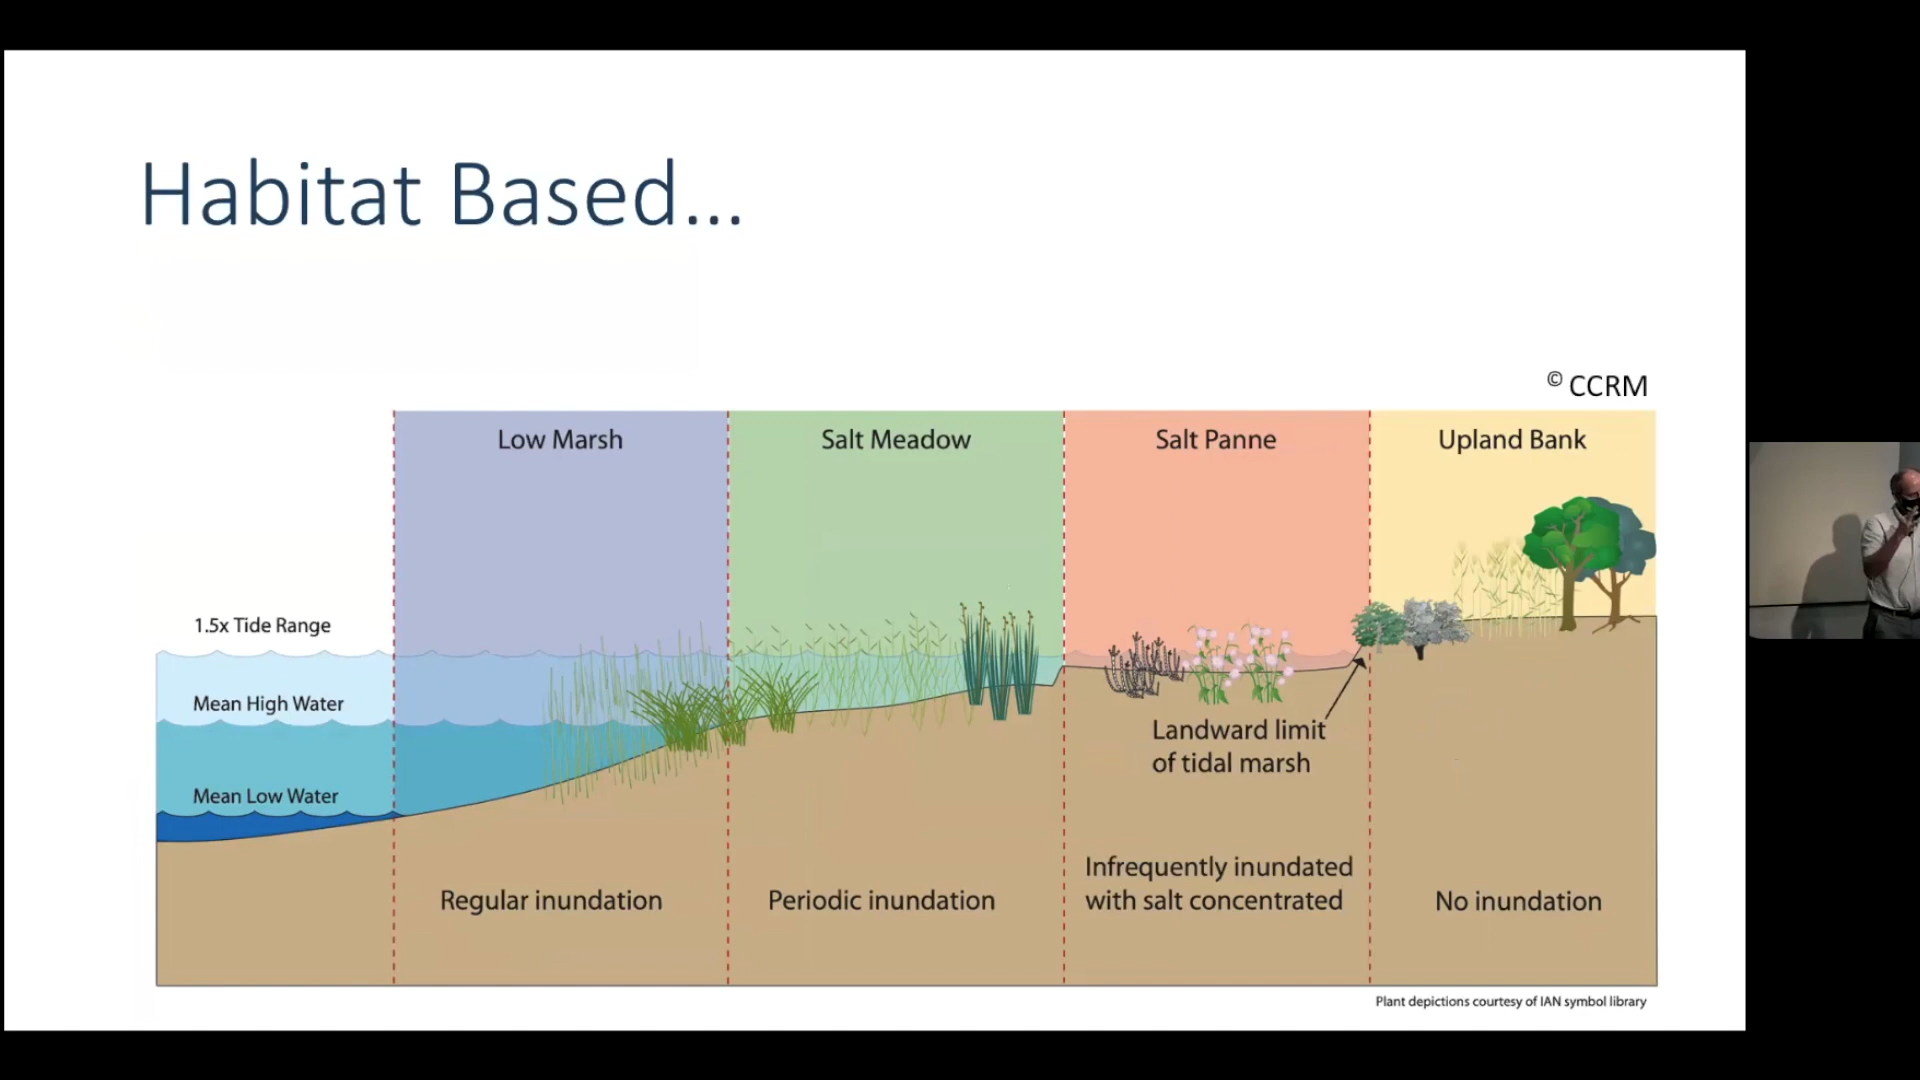 Habitat Based...
© CCRM
Low Marsh
Salt Meadow
Salt Panne
Upland Bank
1.5x Tide Range
Mean High Water
Mean Low Water
Landward limit
of tidal marsh
Regular inundation
Periodic inundation
Infrequently inundated
with salt concentrated
No inundation
Plant depictions courtesy of IAN symbol library